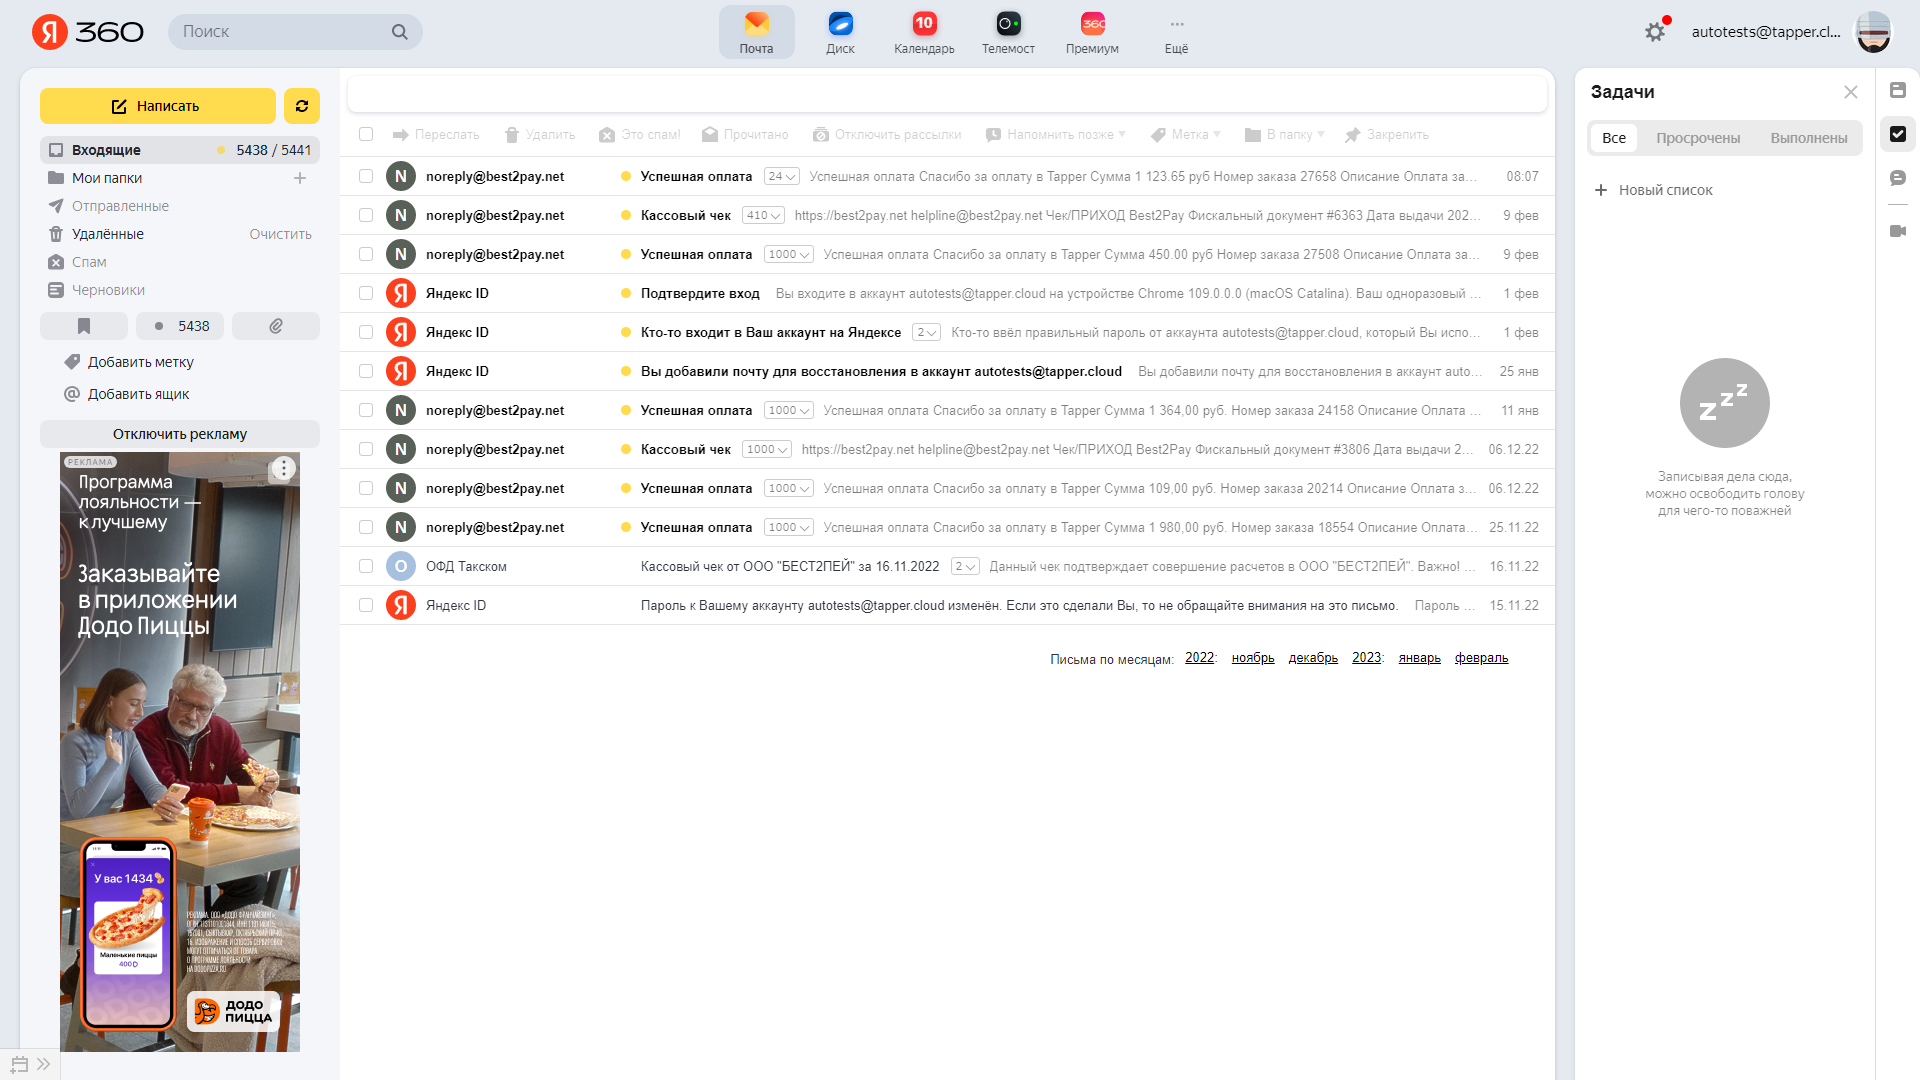 Я 360
Поиск
Почта
Диск
10
Календарь
Телемост
360
Премиум
Ещё
autotests@tapper.cl...
Написать
Входящие 5438 / 5441
Мои папки
Отправленные
Удалённые Очистить
Спам
Черновики
5438
Добавить метку
Добавить ящик
Отключить рекламу
РЕКЛАМА
Программа
лояльности —
к лучшему
Заказывайте
в приложении
Додо Пиццы
У вас 1434
Маленькие пиццы
400
ДОДО
ПИЦЦА
Переслать Удалить Это спам! Прочитано Отключить рассылки Напомнить позже Метка В папку Закрепить
N noreply@best2pay.net Успешная оплата 24 Успешная оплата Спасибо за оплату в Tapper Сумма 1 123.65 руб Номер заказа 27658 Описание Оплата за... 08:07
N noreply@best2pay.net Кассовый чек 410 https://best2pay.net helpline@best2pay.net Чек/ПРИХОД Best2Pay Фискальный документ #6363 Дата выдачи 202... 9 фев
N noreply@best2pay.net Успешная оплата 1000 Успешная оплата Спасибо за оплату в Tapper Сумма 450.00 руб Номер заказа 27508 Описание Оплата за... 9 фев
Я Яндекс ID Подтвердите вход Вы входите в аккаунт autotests@tapper.cloud на устройстве Chrome 109.0.0.0 (macOS Catalina). Ваш одноразовый ... 1 фев
Я Яндекс ID Кто-то входит в Ваш аккаунт на Яндексе 2 Кто-то ввёл правильный пароль от аккаунта autotests@tapper.cloud, который Вы испо... 1 фев
Я Яндекс ID Вы добавили почту для восстановления в аккаунт autotests@tapper.cloud Вы добавили почту для восстановления в аккаунт auto... 25 янв
N noreply@best2pay.net Успешная оплата 1000 Успешная оплата Спасибо за оплату в Tapper Сумма 1 364,00 руб. Номер заказа 24158 Описание Оплата ... 11 янв
N noreply@best2pay.net Кассовый чек 1000 https://best2pay.net helpline@best2pay.net Чек/ПРИХОД Best2Pay Фискальный документ #3806 Дата выдачи 2... 06.12.22
N noreply@best2pay.net Успешная оплата 1000 Успешная оплата Спасибо за оплату в Tapper Сумма 109,00 руб. Номер заказа 20214 Описание Оплата з... 06.12.22
N noreply@best2pay.net Успешная оплата 1000 Успешная оплата Спасибо за оплату в Tapper Сумма 1 980,00 руб. Номер заказа 18554 Описание Оплата... 25.11.22
О ОФД Такском Кассовый чек от ООО "БЕСТ2ПЕЙ" за 16.11.2022 2 Данный чек подтверждает совершение расчетов в ООО "БЕСТ2ПЕЙ". Важно! ... 16.11.22
Я Яндекс ID Пароль к Вашему аккаунту autotests@tapper.cloud изменён. Если это сделали Вы, то не обращайте внимания на это письмо. Пароль ... 15.11.22
Письма по месяцам: 2022: ноябрь декабрь 2023: январь февраль
Задачи
Все Просрочены Выполнены
Новый список
z z z
Записывая дела сюда,
можно освободить голову
для чего-то поважней